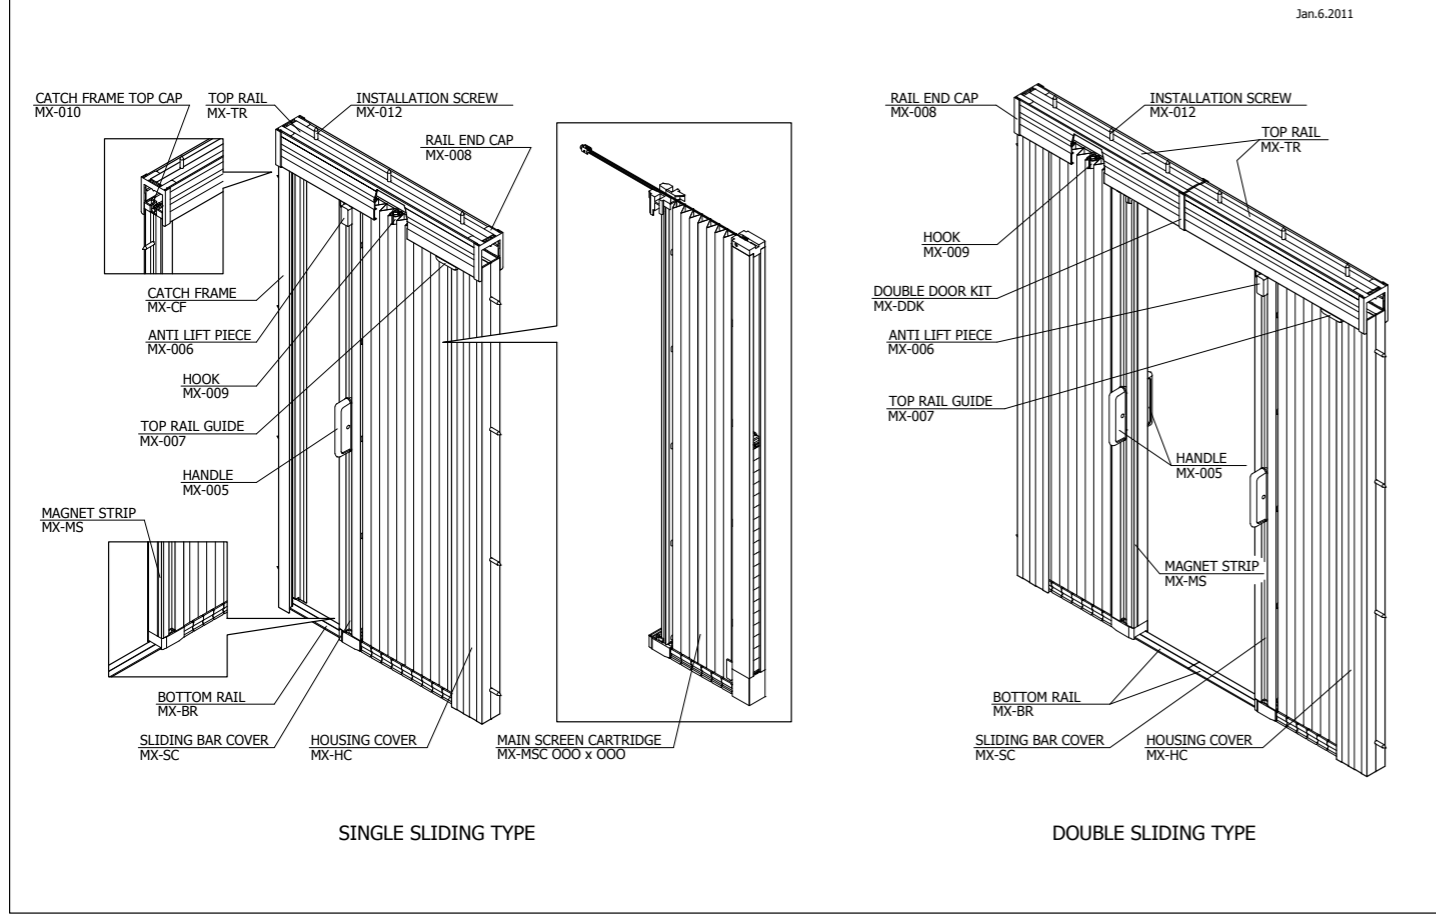 Jan.6.2011
CATCH FRAME TOP CAP
MX-010
TOP RAIL
MX-TR
INSTALLATION SCREW
MX-012
RAIL END CAP
MX-008
CATCH FRAME
MX-CF
ANTI LIFT PIECE
MX-006
HOOK
MX-009
TOP RAIL GUIDE
MX-007
HANDLE
MX-005
MAGNET STRIP
MX-MS
BOTTOM RAIL
MX-BR
SLIDING BAR COVER
MX-SC
HOUSING COVER
MX-HC
MAIN SCREEN CARTRIDGE
MX-MSC OOO x OOO
SINGLE SLIDING TYPE
RAIL END CAP
MX-008
INSTALLATION SCREW
MX-012
TOP RAIL
MX-TR
HOOK
MX-009
DOUBLE DOOR KIT
MX-DDK
ANTI LIFT PIECE
MX-006
TOP RAIL GUIDE
MX-007
HANDLE
MX-005
MAGNET STRIP
MX-MS
BOTTOM RAIL
MX-BR
SLIDING BAR COVER
MX-SC
HOUSING COVER
MX-HC
DOUBLE SLIDING TYPE